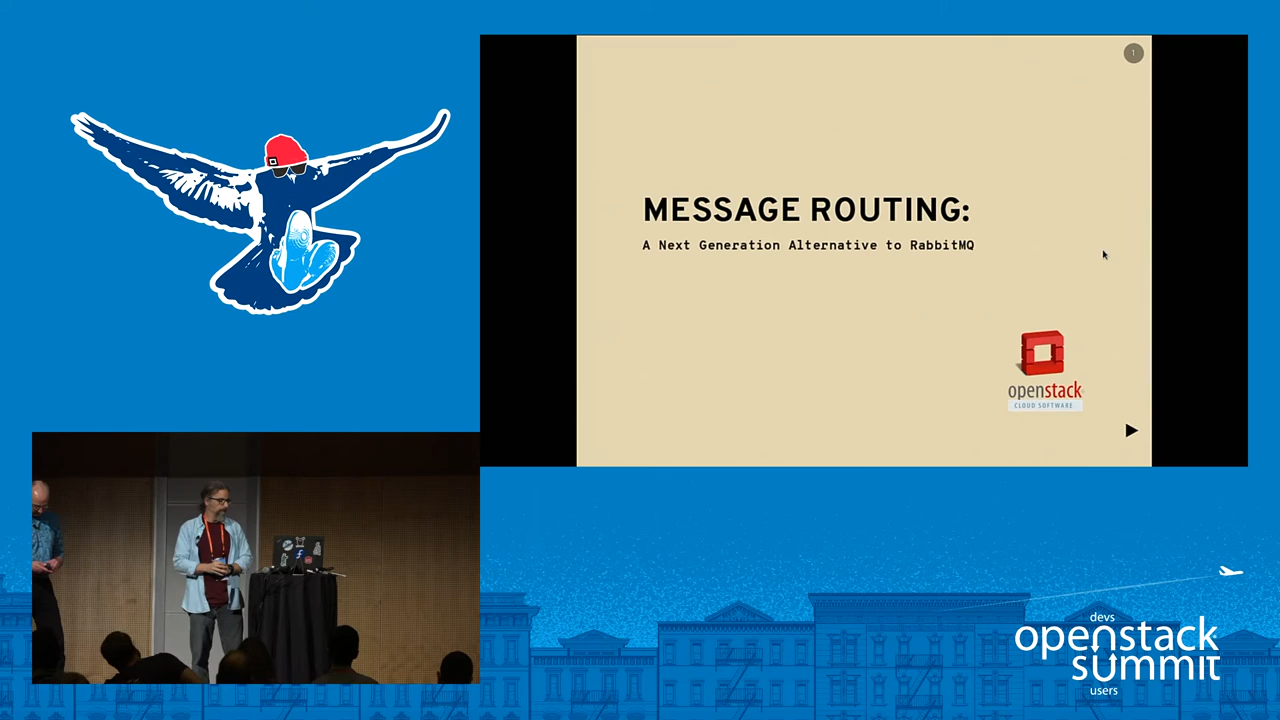 1
MESSAGE ROUTING:
A Next Generation Alternative to RabbitMQ
openstack
CLOUD SOFTWARE
devs
openstack
summit
users